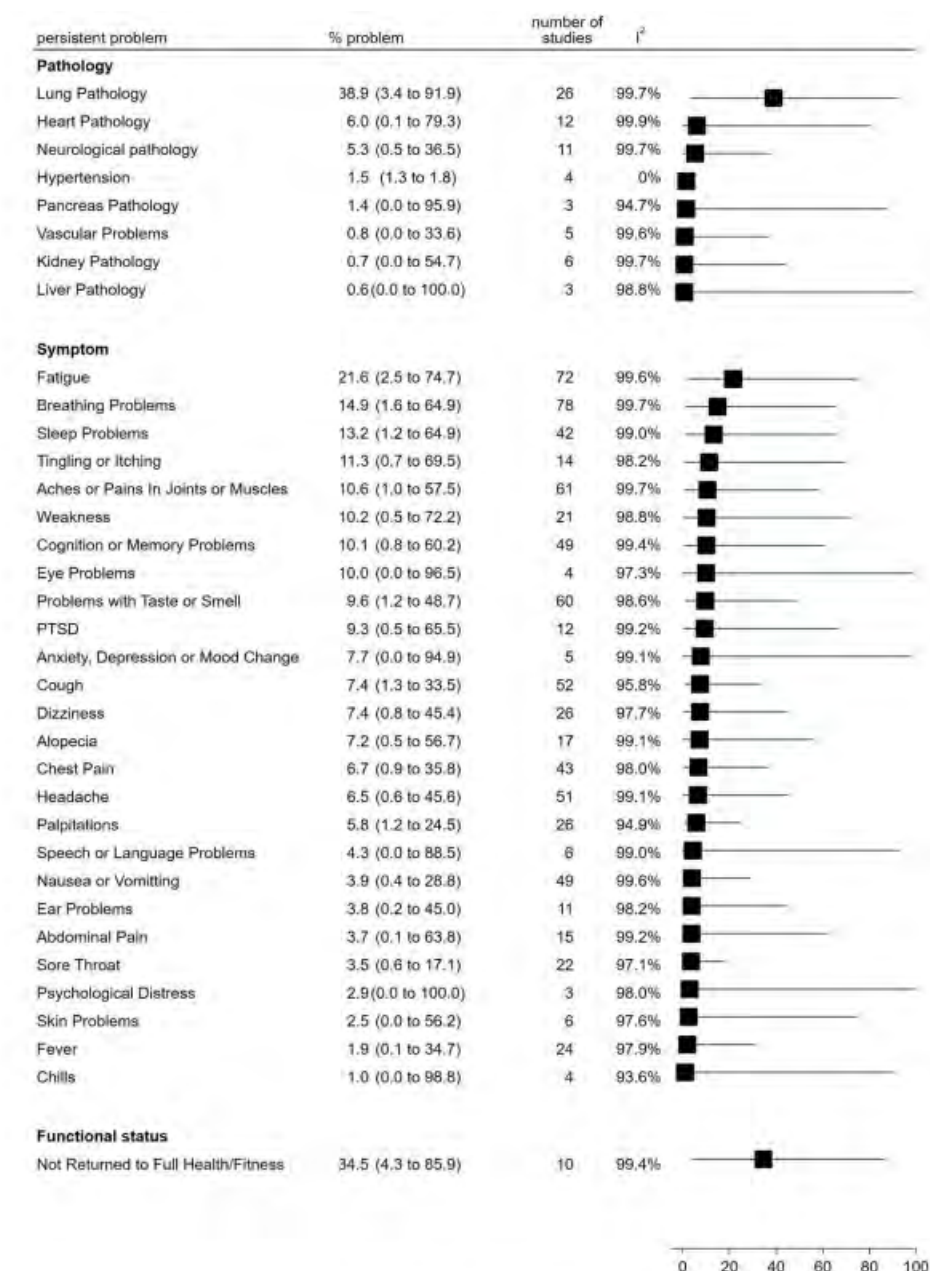 persistent problem % problem number of studies I²
Pathology
Lung Pathology 38.9 (3.4 to 91.9) 26 99.7%
Heart Pathology 6.0 (0.1 to 79.3) 12 99.9%
Neurological pathology 5.3 (0.5 to 36.5) 11 99.7%
Hypertension 1.5 (1.3 to 1.8) 4 0%
Pancreas Pathology 1.4 (0.0 to 95.9) 3 94.7%
Vascular Problems 0.8 (0.0 to 33.6) 5 99.6%
Kidney Pathology 0.7 (0.0 to 54.7) 6 99.7%
Liver Pathology 0.6(0.0 to 100.0) 3 98.8%
Symptom
Fatigue 21.6 (2.5 to 74.7) 72 99.6%
Breathing Problems 14.9 (1.6 to 64.9) 78 99.7%
Sleep Problems 13.2 (1.2 to 64.9) 42 99.0%
Tingling or Itching 11.3 (0.7 to 69.5) 14 98.2%
Aches or Pains In Joints or Muscles 10.6 (1.0 to 57.5) 61 99.7%
Weakness 10.2 (0.5 to 72.2) 21 98.8%
Cognition or Memory Problems 10.1 (0.8 to 60.2) 49 99.4%
Eye Problems 10.0 (0.0 to 96.5) 4 97.3%
Problems with Taste or Smell 9.6 (1.2 to 48.7) 60 98.6%
PTSD 9.3 (0.5 to 65.5) 12 99.2%
Anxiety, Depression or Mood Change 7.7 (0.0 to 94.9) 5 99.1%
Cough 7.4 (1.3 to 33.5) 52 95.8%
Dizziness 7.4 (0.8 to 45.4) 26 97.7%
Alopecia 7.2 (0.5 to 56.7) 17 99.1%
Chest Pain 6.7 (0.9 to 35.8) 43 98.0%
Headache 6.5 (0.6 to 45.6) 51 99.1%
Palpitations 5.8 (1.2 to 24.5) 26 94.9%
Speech or Language Problems 4.3 (0.0 to 88.5) 6 99.0%
Nausea or Vomitting 3.9 (0.4 to 28.8) 49 99.6%
Ear Problems 3.8 (0.2 to 45.0) 11 98.2%
Abdominal Pain 3.7 (0.1 to 63.8) 15 99.2%
Sore Throat 3.5 (0.6 to 17.1) 22 97.1%
Psychological Distress 2.9(0.0 to 100.0) 3 98.0%
Skin Problems 2.5 (0.0 to 56.2) 6 97.6%
Fever 1.9 (0.1 to 34.7) 24 97.9%
Chills 1.0 (0.0 to 98.8) 4 93.6%
Functional status
Not Returned to Full Health/Fitness 34.5 (4.3 to 85.9) 10 99.4%
0 20 40 60 80 100